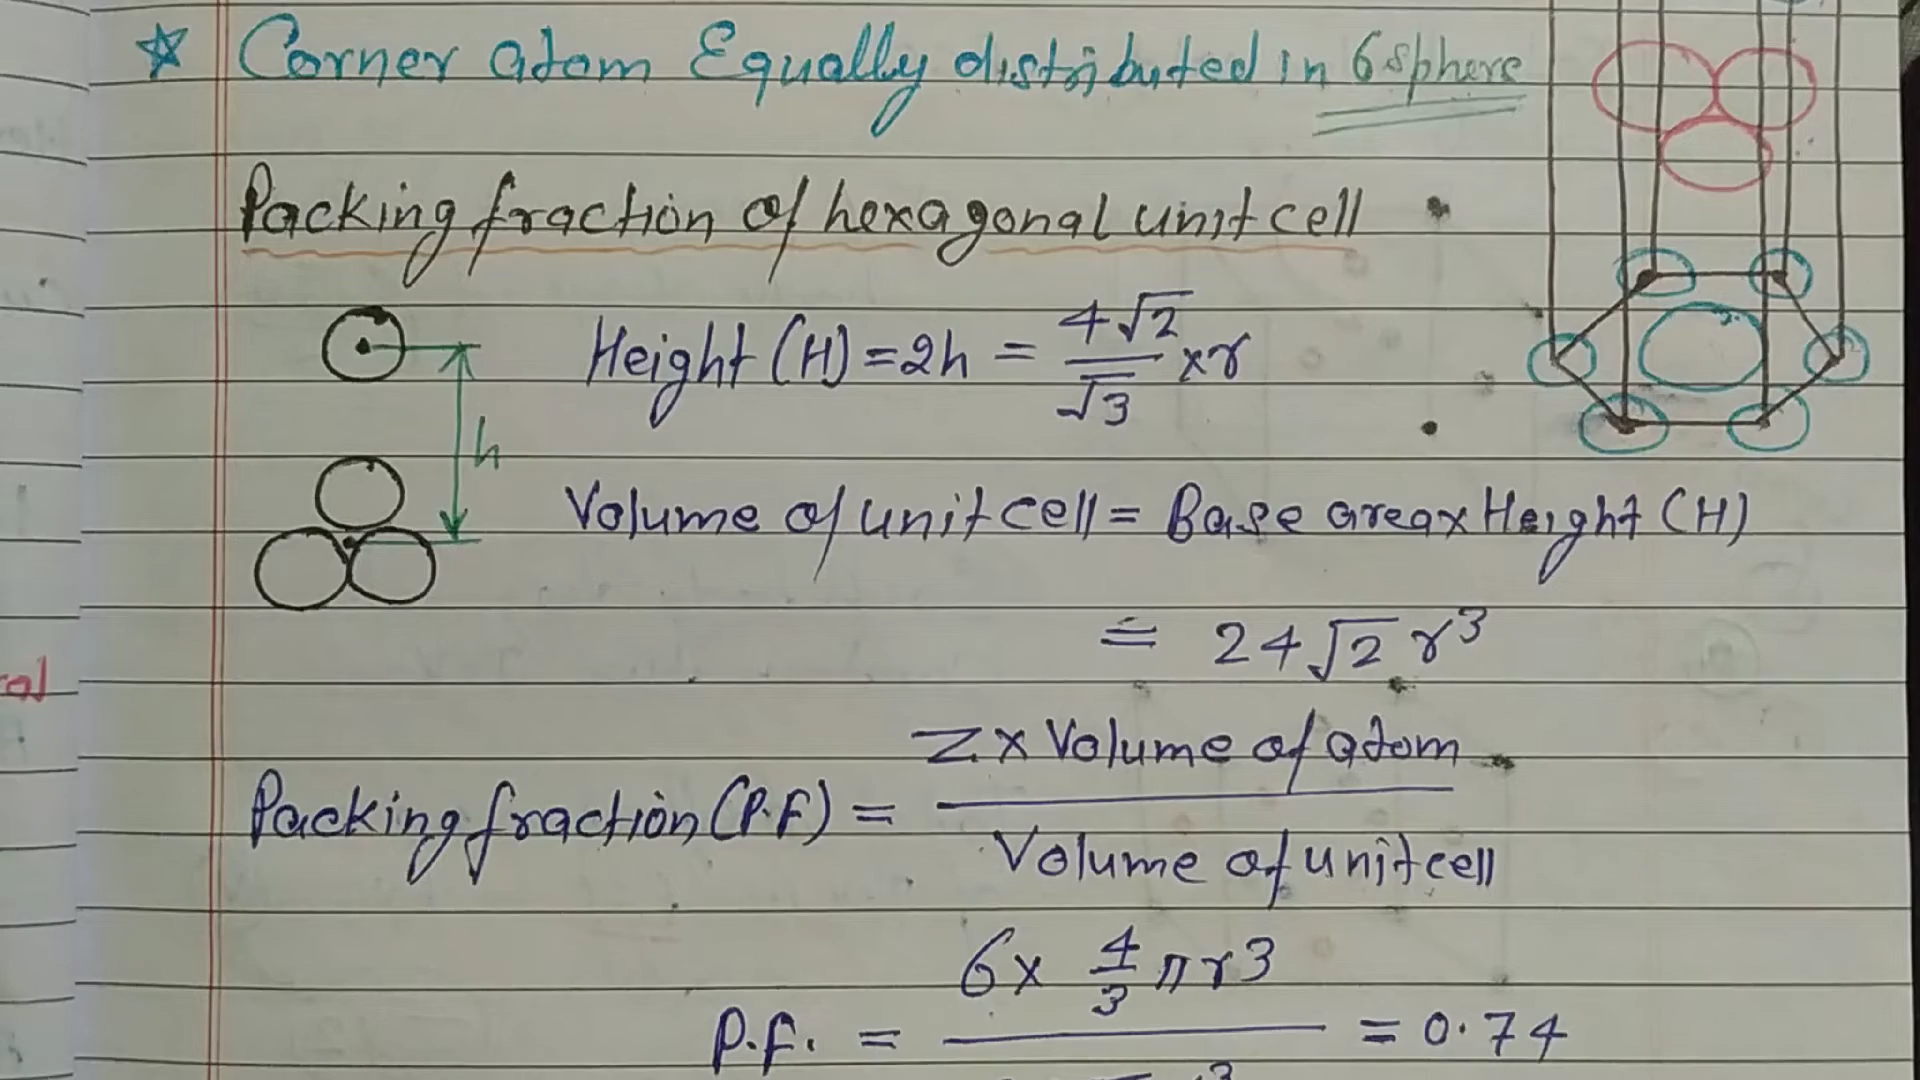 ☆ Corner atom Equally distributed in 6 sphere
Packing fraction of hexagonal unit cell
Height (H) = 2h = 4√2/√3 × r
h
Volume of unit cell = Base area x Height (H)
= 24√2 r³
Z x Volume of atom
Packing fraction (P.F) =
Volume of unit cell
6 x 4/3 π r3
P.F. = = 0.74